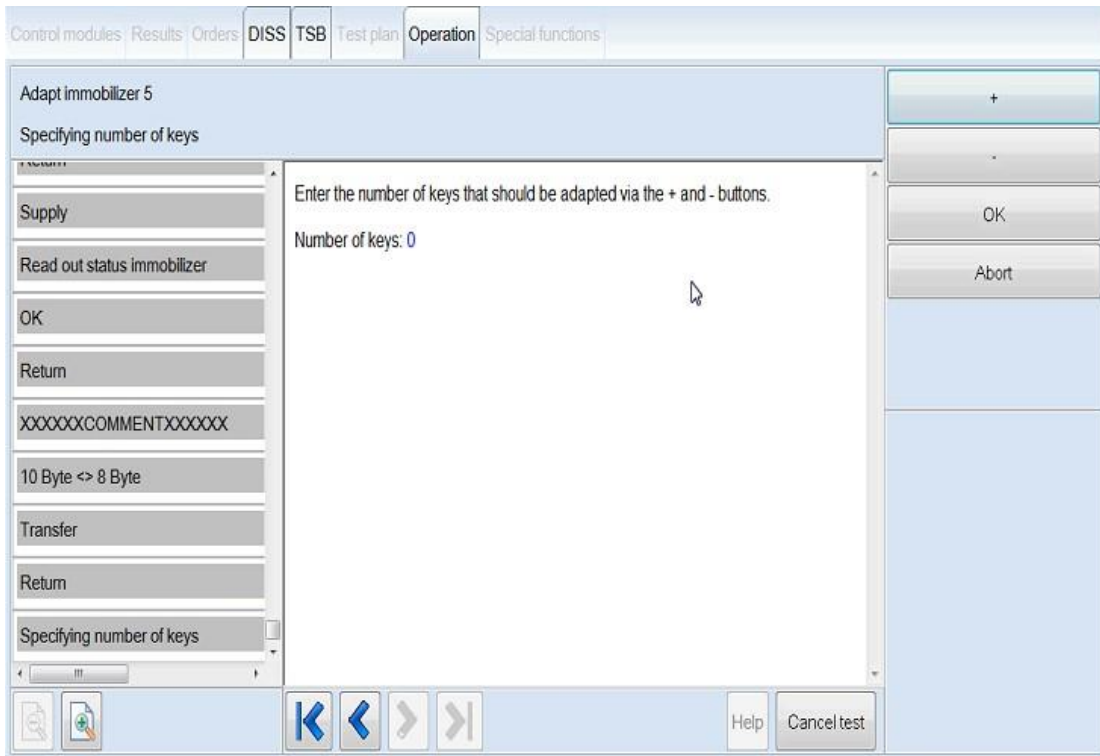 Control modules Results Orders DISS TSB Test plan Operation Special functions
Adapt immobilizer 5
Specifying number of keys
Return
Supply
Read out status immobilizer
OK
Return
XXXXXXCOMMENTXXXXXX
10 Byte <> 8 Byte
Transfer
Return
Specifying number of keys
Enter the number of keys that should be adapted via the + and - buttons.
Number of keys: 0
+
-
OK
Abort
Help
Cancel test